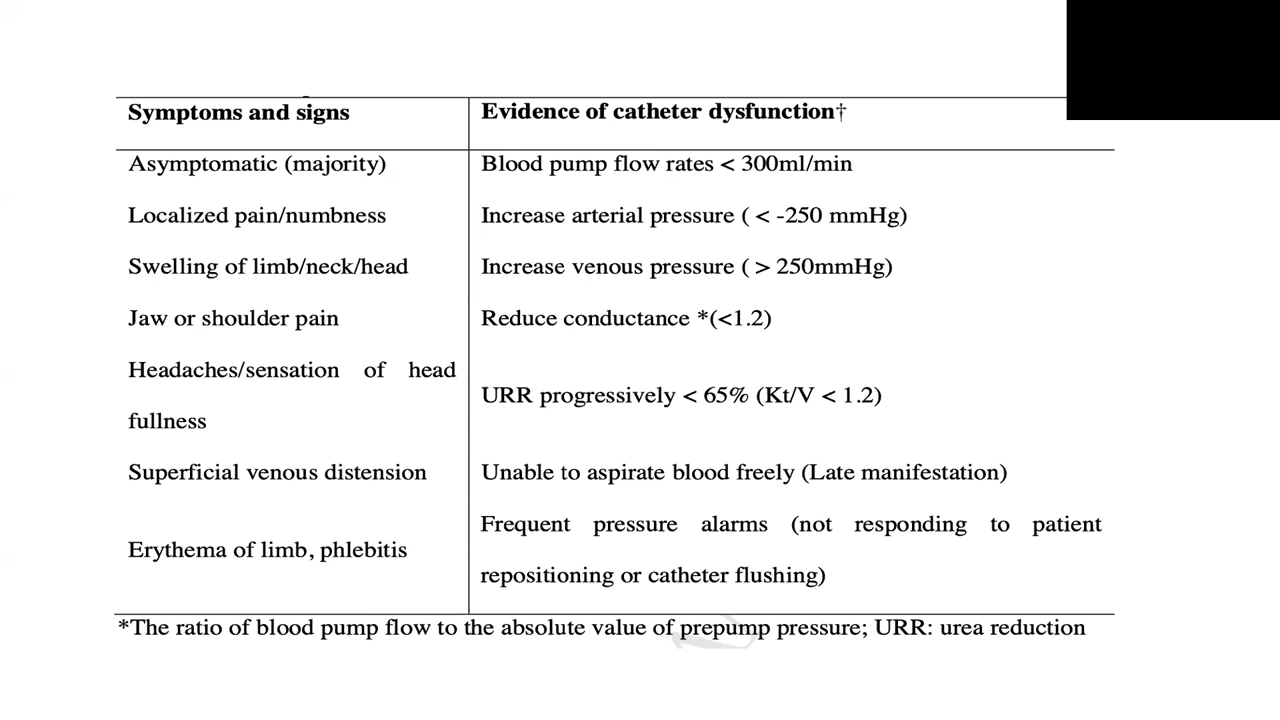 Symptoms and signs
Evidence of catheter dysfunction†
Asymptomatic (majority)
Blood pump flow rates < 300ml/min
Localized pain/numbness
Increase arterial pressure ( < -250 mmHg)
Swelling of limb/neck/head
Increase venous pressure ( > 250mmHg)
Jaw or shoulder pain
Reduce conductance *(<1.2)
Headaches/sensation of head
fullness
URR progressively < 65% (Kt/V < 1.2)
Superficial venous distension
Unable to aspirate blood freely (Late manifestation)
Erythema of limb, phlebitis
Frequent pressure alarms (not responding to patient
repositioning or catheter flushing)
*The ratio of blood pump flow to the absolute value of prepump pressure; URR: urea reduction